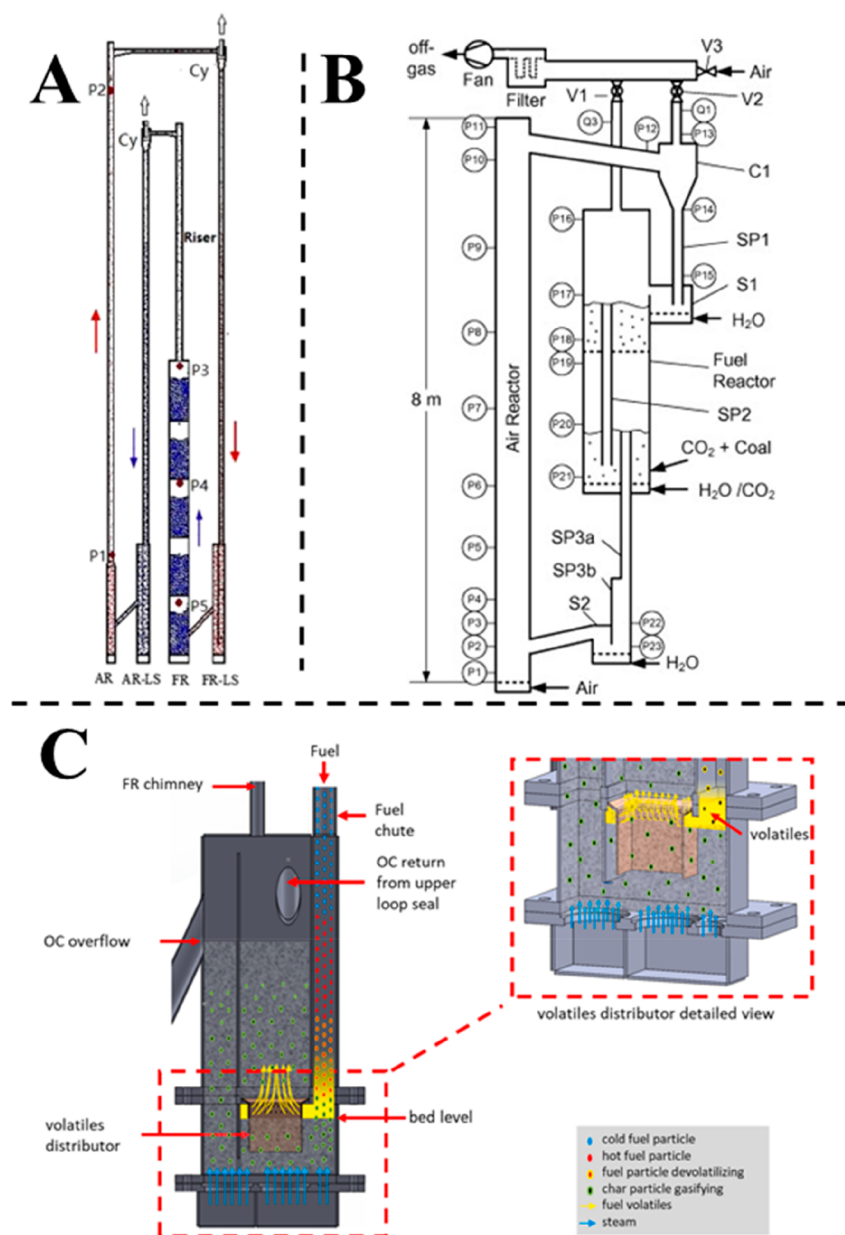 A
Cy
P2
Cy
Riser
P3
P4
P1
P5
AR
AR-LS
FR
FR-LS
B
off-
gas
Fan
Filter
V3
Air
V1
V2
Q1
Q3
P12
P13
P11
P10
C1
P14
P16
SP1
P9
P15
S1
P17
H₂O
P8
P18
P19
Fuel
Reactor
8 m
Air Reactor
P7
SP2
P20
CO₂ + Coal
P21
P6
H₂O /CO₂
SP3a
P5
SP3b
P4
S2
P3
P22
P2
P23
P1
H₂O
Air
C
Fuel
FR chimney
Fuel
chute
OC return
from upper
loop seal
OC overflow
volatiles
distributor
bed level
volatiles
volatiles distributor detailed view
cold fuel particle
hot fuel particle
fuel particle devolatilizing
char particle gasifying
fuel volatiles
steam